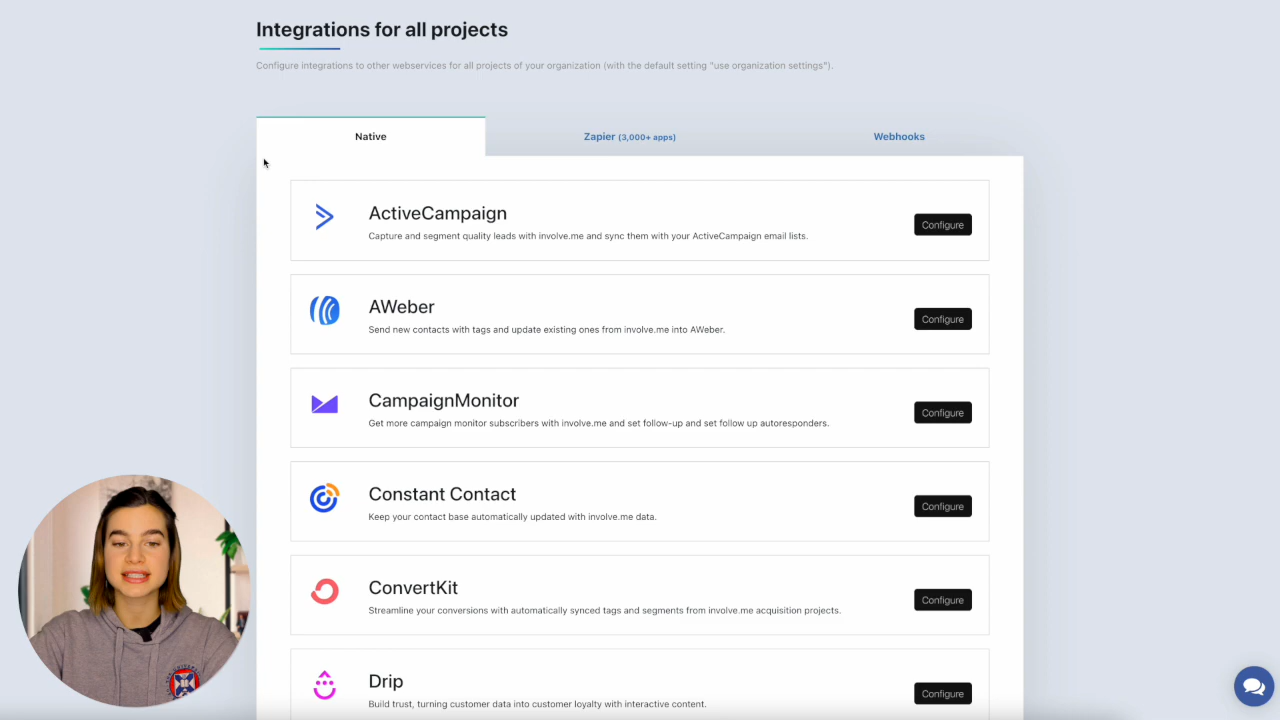 Integrations for all projects
Configure integrations to other webservices for all projects of your organization (with the default setting "use organization settings").
Native
Zapier (3,000+ apps)
Webhooks
ActiveCampaign
Capture and segment quality leads with involve.me and sync them with your ActiveCampaign email lists.
Configure
AWeber
Send new contacts with tags and update existing ones from involve.me into AWeber.
Configure
CampaignMonitor
Get more campaign monitor subscribers with involve.me and set follow-up and set follow up autoresponders.
Configure
Constant Contact
Keep your contact base automatically updated with involve.me data.
Configure
ConvertKit
Streamline your conversions with automatically synced tags and segments from involve.me acquisition projects.
Configure
Drip
Build trust, turning customer data into customer loyalty with interactive content.
Configure